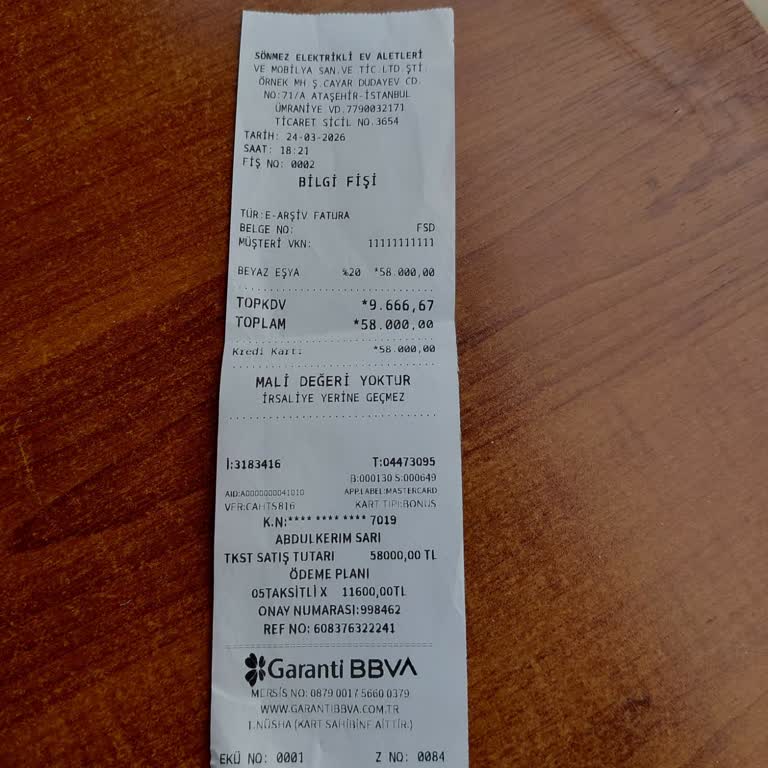 SÖNMEZ ELEKTRİKLİ EV ALETLERİ
VE MOBİLYA SAN.VE TİC.LTD.ŞTİ.
ÖRNEK MH.Ş.CAYAR DUDAYEV CD.
NO:71/A ATAŞEHİR-İSTANBUL
ÜMRANİYE VD.7790032171
TİCARET SİCİL NO.3654
TARİH: 24-03-2026
SAAT: 18:21
FİŞ NO: 0002
BİLGİ FİŞİ
TÜR:E-ARŞİV FATURA
BELGE NO: FSD
MÜŞTERİ VKN: 11111111111
BEYAZ EŞYA %20 *58.000,00
TOPKDV *9.666,67
TOPLAM *58.000,00
Kredi Kartı *58.000,00
MALİ DEĞERİ YOKTUR
İRSALİYE YERİNE GEÇMEZ
İ:3183416 T:04473095
B:000130 S:000649
AID:A0000000041010 APP.LABEL:MASTERCARD
VER:CAHTS816 KART TİPİ:BONUS
K.N:**** **** **** 7019
ABDULKERIM SARI
TKST SATIŞ TUTARI 58000,00 TL
ÖDEME PLANI
05TAKSİTLİ X 11600,00TL
ONAY NUMARASI:998462
REF NO: 608376322241
Garanti BBVA
MERSİS NO: 0879 0017 5660 0379
WWW.GARANTIBBVA.COM.TR
1.NÜSHA (KART SAHİBİNE AİTTİR.)
EKÜ NO: 0001 Z NO: 0084